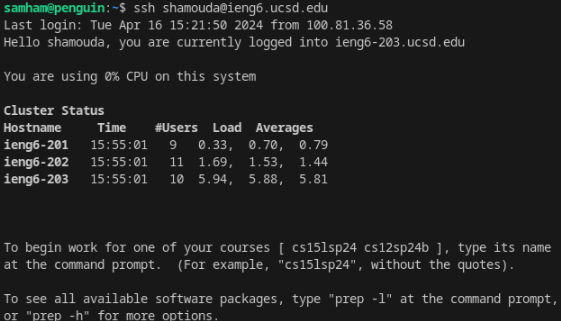 samham@penguin:~$ ssh shamouda@ieng6.ucsd.edu
Last login: Tue Apr 16 15:21:50 2024 from 100.81.36.58
Hello shamouda, you are currently logged into ieng6-203.ucsd.edu
You are using 0% CPU on this system
Cluster Status
Hostname     Time    #Users  Load  Averages
ieng6-201   15:55:01   9   0.33,  0.70,  0.79
ieng6-202   15:55:01   11  1.69,  1.53,  1.44
ieng6-203   15:55:01   10  5.94,  5.88,  5.81
To begin work for one of your courses [ cs15lsp24 cs12sp24b ], type its name
at the command prompt.  (For example, "cs15lsp24", without the quotes).
To see all available software packages, type "prep -l" at the command prompt,
or "prep -h" for more options.